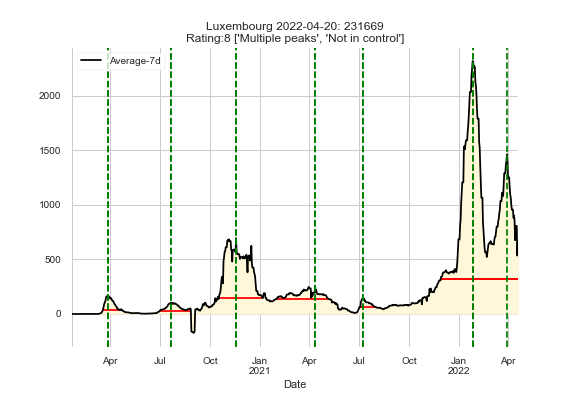 Luxembourg 2022-04-20: 231669
Rating:8 ['Multiple peaks', 'Not in control']
Average-7d
2000
1500
1000
500
0
Apr Jul Oct Jan Apr Jul Oct Jan Apr
2021 2022
Date